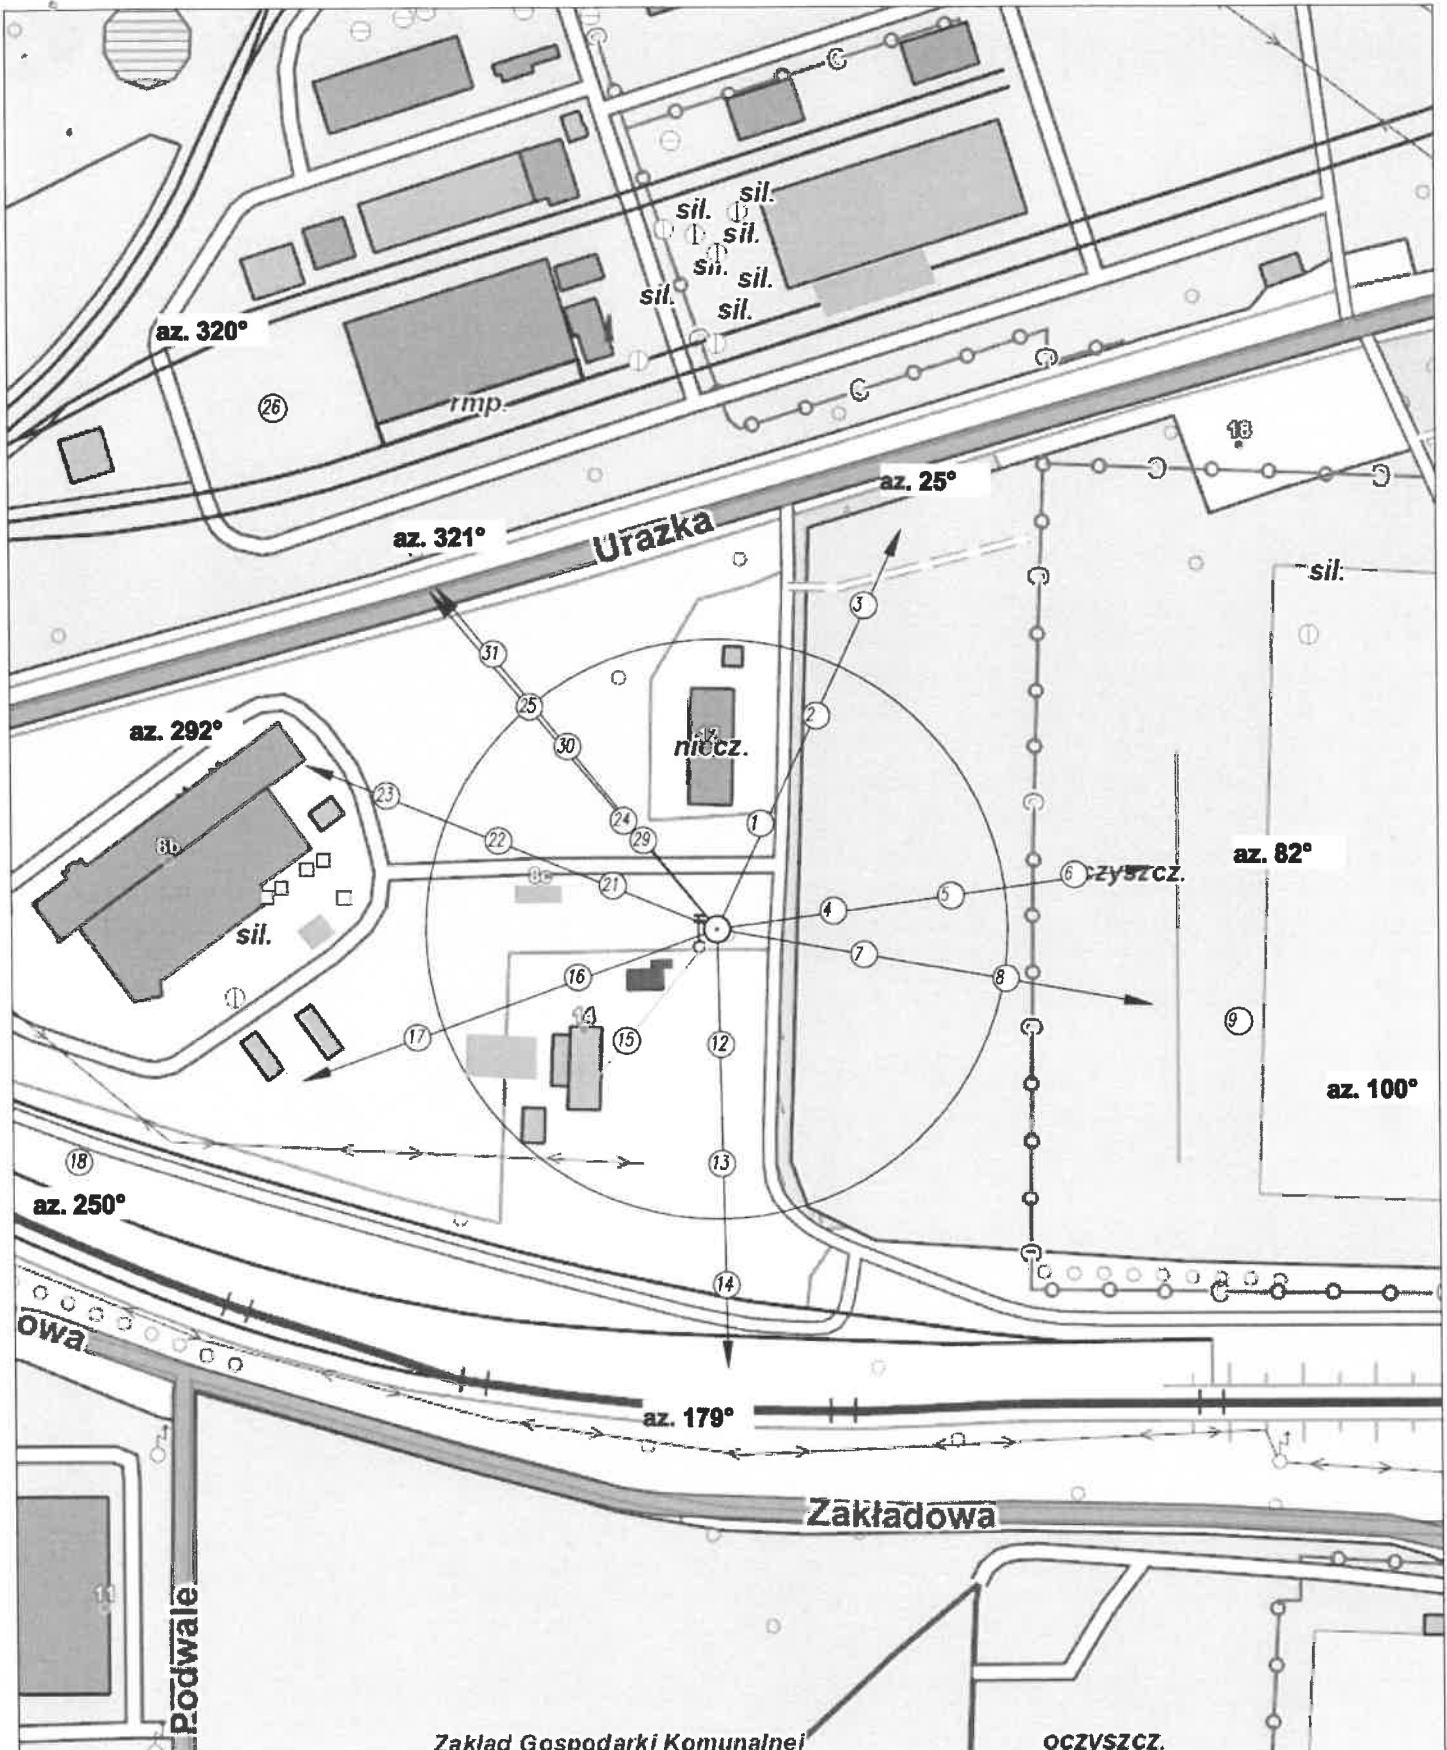 sil.
sil.
sil.
sil.
sil.
sil.
sil.
az. 320°
26
rmp.
18
az. 25°
az. 321°
Urazka
sil.
3
31
25
2
az. 292°
30
niecz.
23
24
1
29
22
8b
az. 82°
8c
21
6
czyszcz.
5
4
sil.
7
16
8
14
9
17
15
12
az. 100°
18
13
az. 250°
14
owa
az. 179°
Zakładowa
11
Podwale
Zakład Gospodarki Komunalnej
oczyszcz.